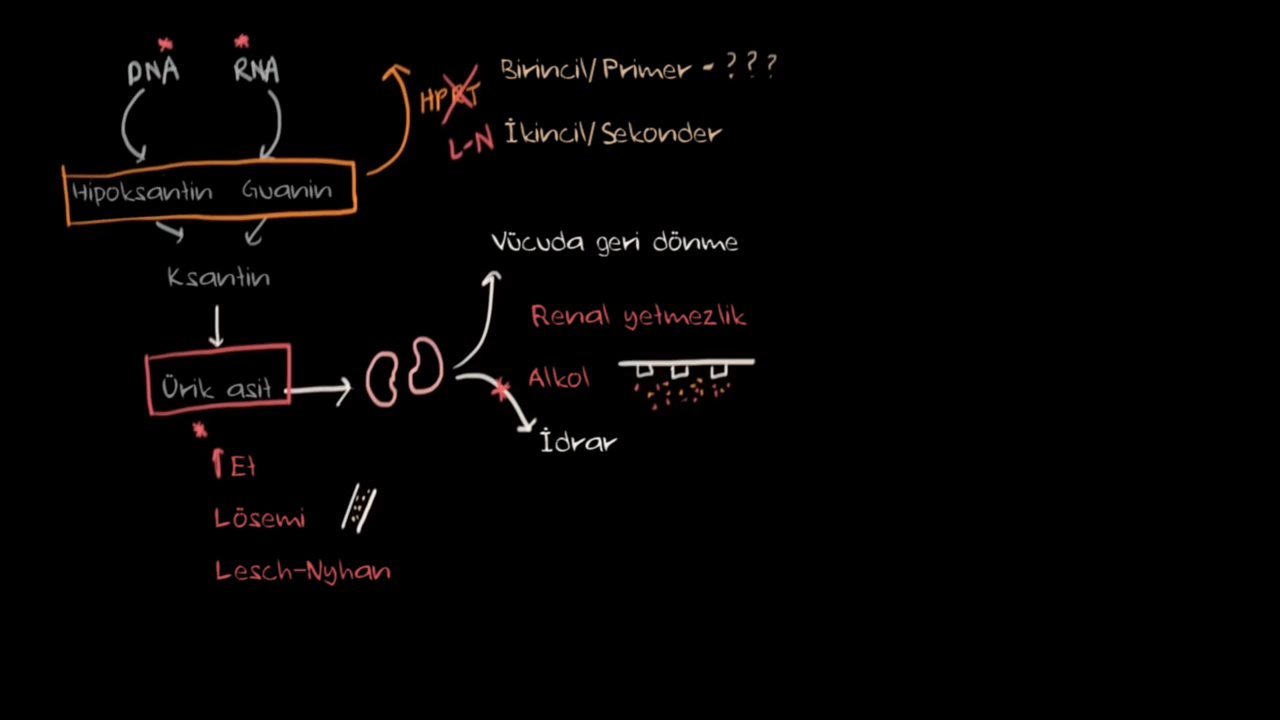 DNA RNA
Birincil/Primer - ???
HPRT
L-N
İkincil/Sekonder
Hipoksantin Guanin
Vücuda geri dönme
Ksantin
Renal yetmezlik
Ürik asit
Alkol
İdrar
Et
Lösemi
Lesch-Nyhan